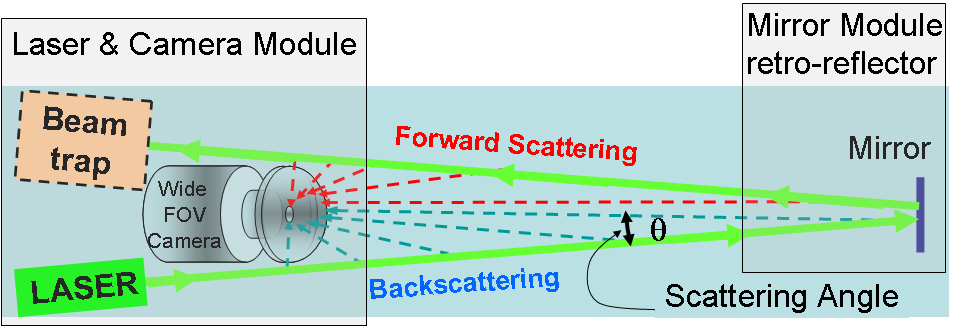 Laser & Camera Module
Mirror Module
retro-reflector
Beam
trap
Forward Scattering
Mirror
Wide
FOV
Camera
θ
LASER
Backscattering
Scattering Angle